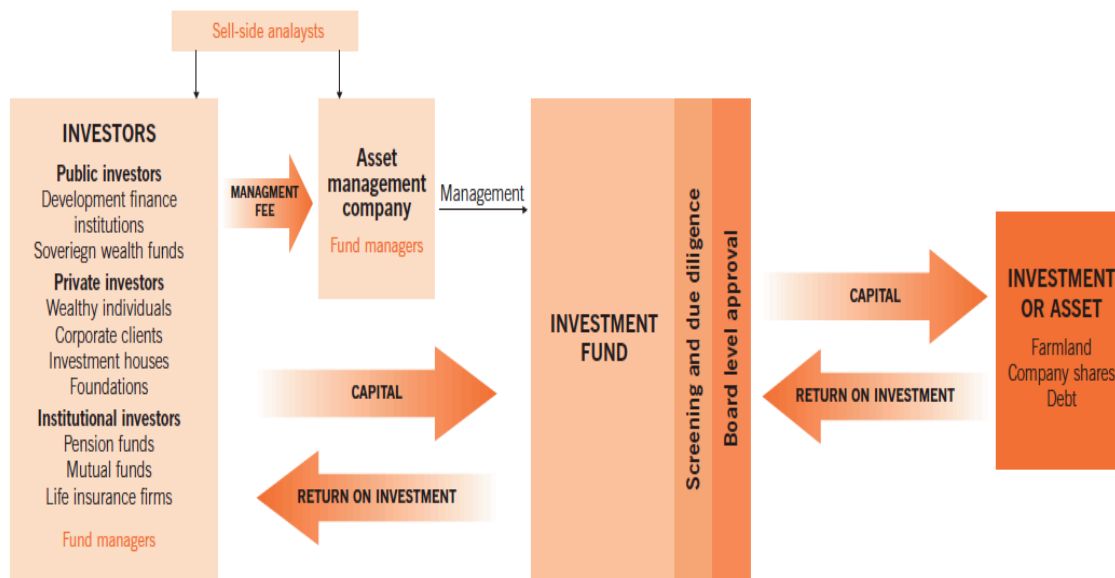 Sell-side analaysts
INVESTORS
Public investors
Development finance
institutions
Soveriegn wealth funds
Private investors
Wealthy individuals
Corporate clients
Investment houses
Foundations
Institutional investors
Pension funds
Mutual funds
Life insurance firms
Fund managers
MANAGMENT
FEE
Asset
management
company
Fund managers
Management
CAPITAL
RETURN ON INVESTMENT
INVESTMENT
FUND
Screening and due diligence
Board level approval
CAPITAL
RETURN ON INVESTMENT
INVESTMENT
OR ASSET
Farmland
Company shares
Debt